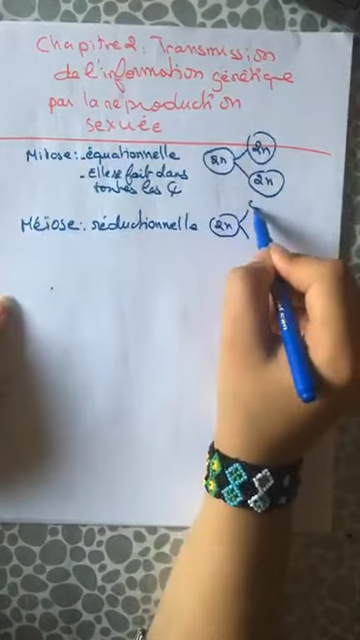 Chapitre 2: Transmission
de l'information génétique
par la reproduction
sexuée
Mitose: - équationnelle 2n 2n
- Elle se fait dans 2n
toutes les
Méiose: réductionnelle 2n